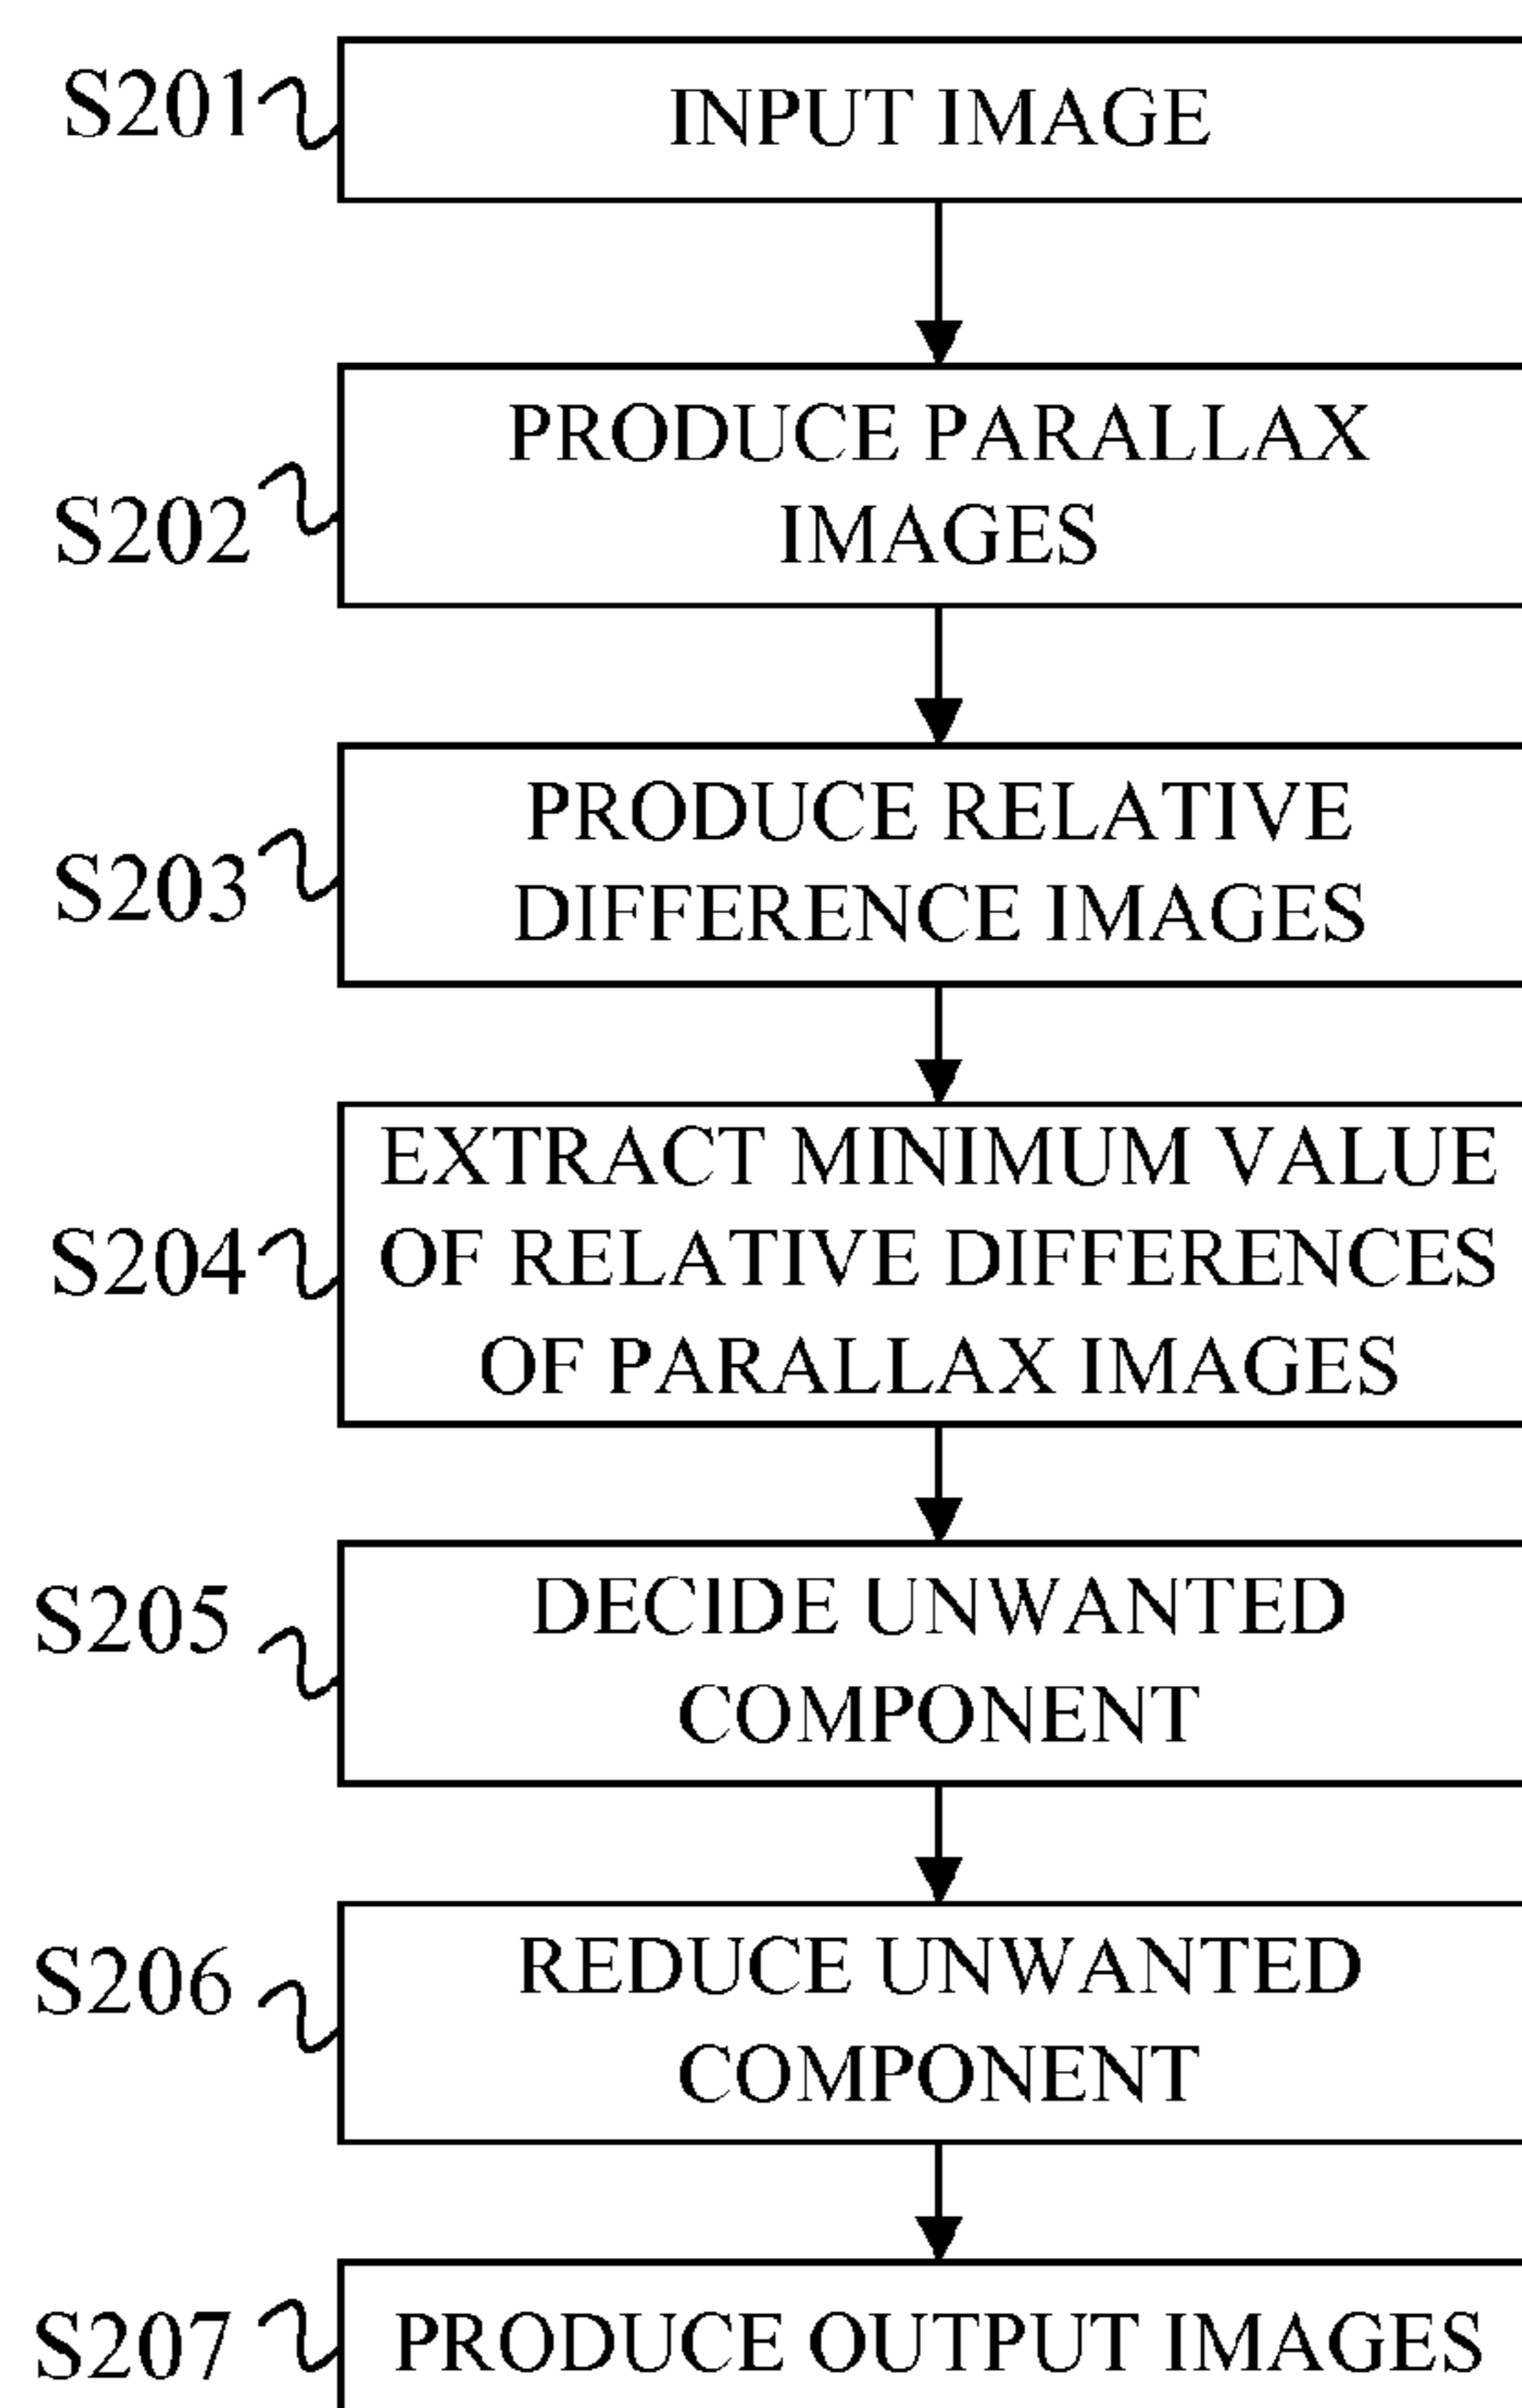 S201
INPUT IMAGE
PRODUCE PARALLAX
IMAGES
S202
PRODUCE RELATIVE
DIFFERENCE IMAGES
S203
EXTRACT MINIMUM VALUE
OF RELATIVE DIFFERENCES
OF PARALLAX IMAGES
S204
DECIDE UNWANTED
COMPONENT
S205
REDUCE UNWANTED
COMPONENT
S206
PRODUCE OUTPUT IMAGES
S207